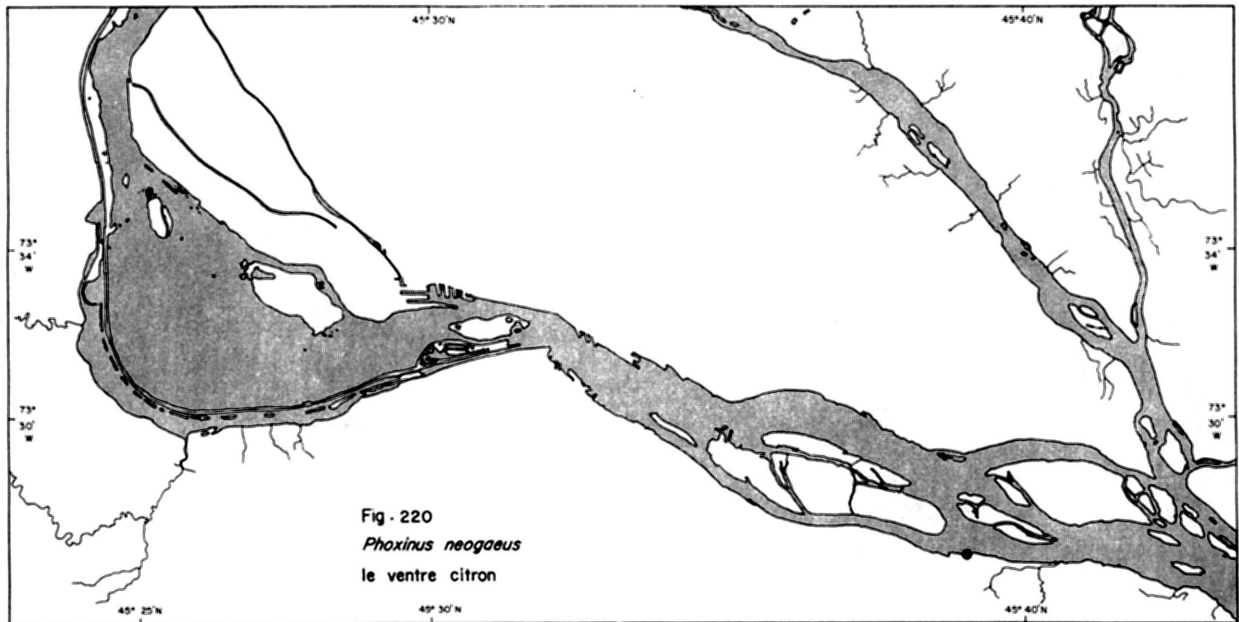 45° 30' N
45° 40' N
73°
34'
W
73°
34'
W
73°
30'
W
73°
30'
W
Fig. 220
Phoxinus neogaeus
le ventre citron
45° 25' N
45° 30' N
45° 40' N